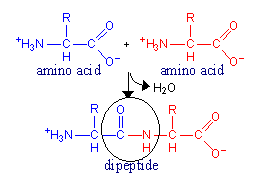 R O R O
+H3N C C + +H3N C C
H O− H O−
amino acid amino acid
H2O
R O R O
+H3N C C N C C
H H H O−
dipeptide